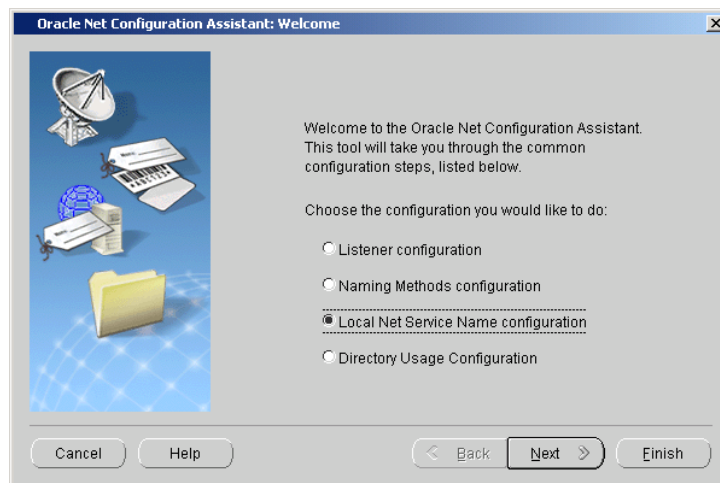 Oracle Net Configuration Assistant: Welcome
Welcome to the Oracle Net Configuration Assistant.
This tool will take you through the common
configuration steps, listed below.
Choose the configuration you would like to do:
Listener configuration
Naming Methods configuration
Local Net Service Name configuration
Directory Usage Configuration
Cancel
Help
Back
Next
Finish